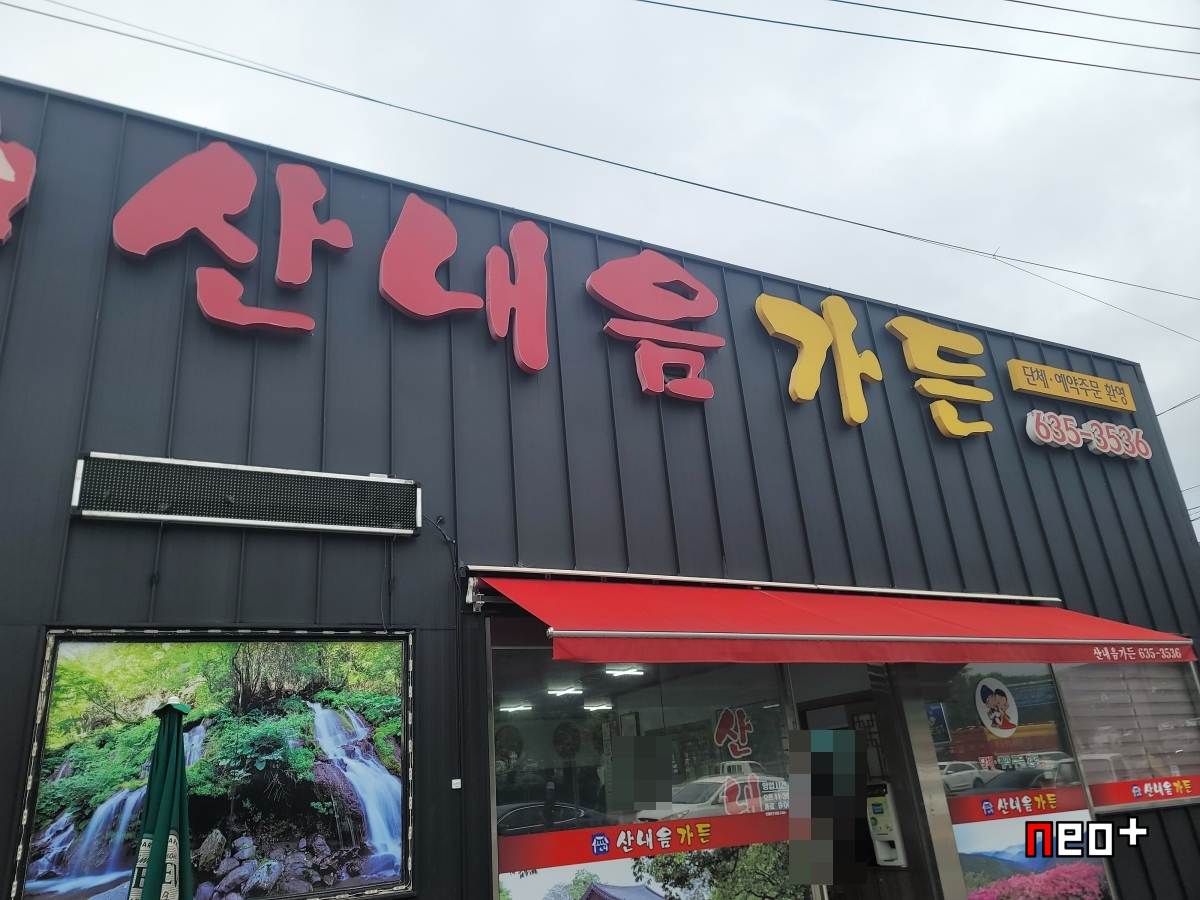 산내음 가든
단체·예약주문 환영
635-3536
산내음가든 635-3536
산
산내음가든
산내음가든
산내음가든
neo+